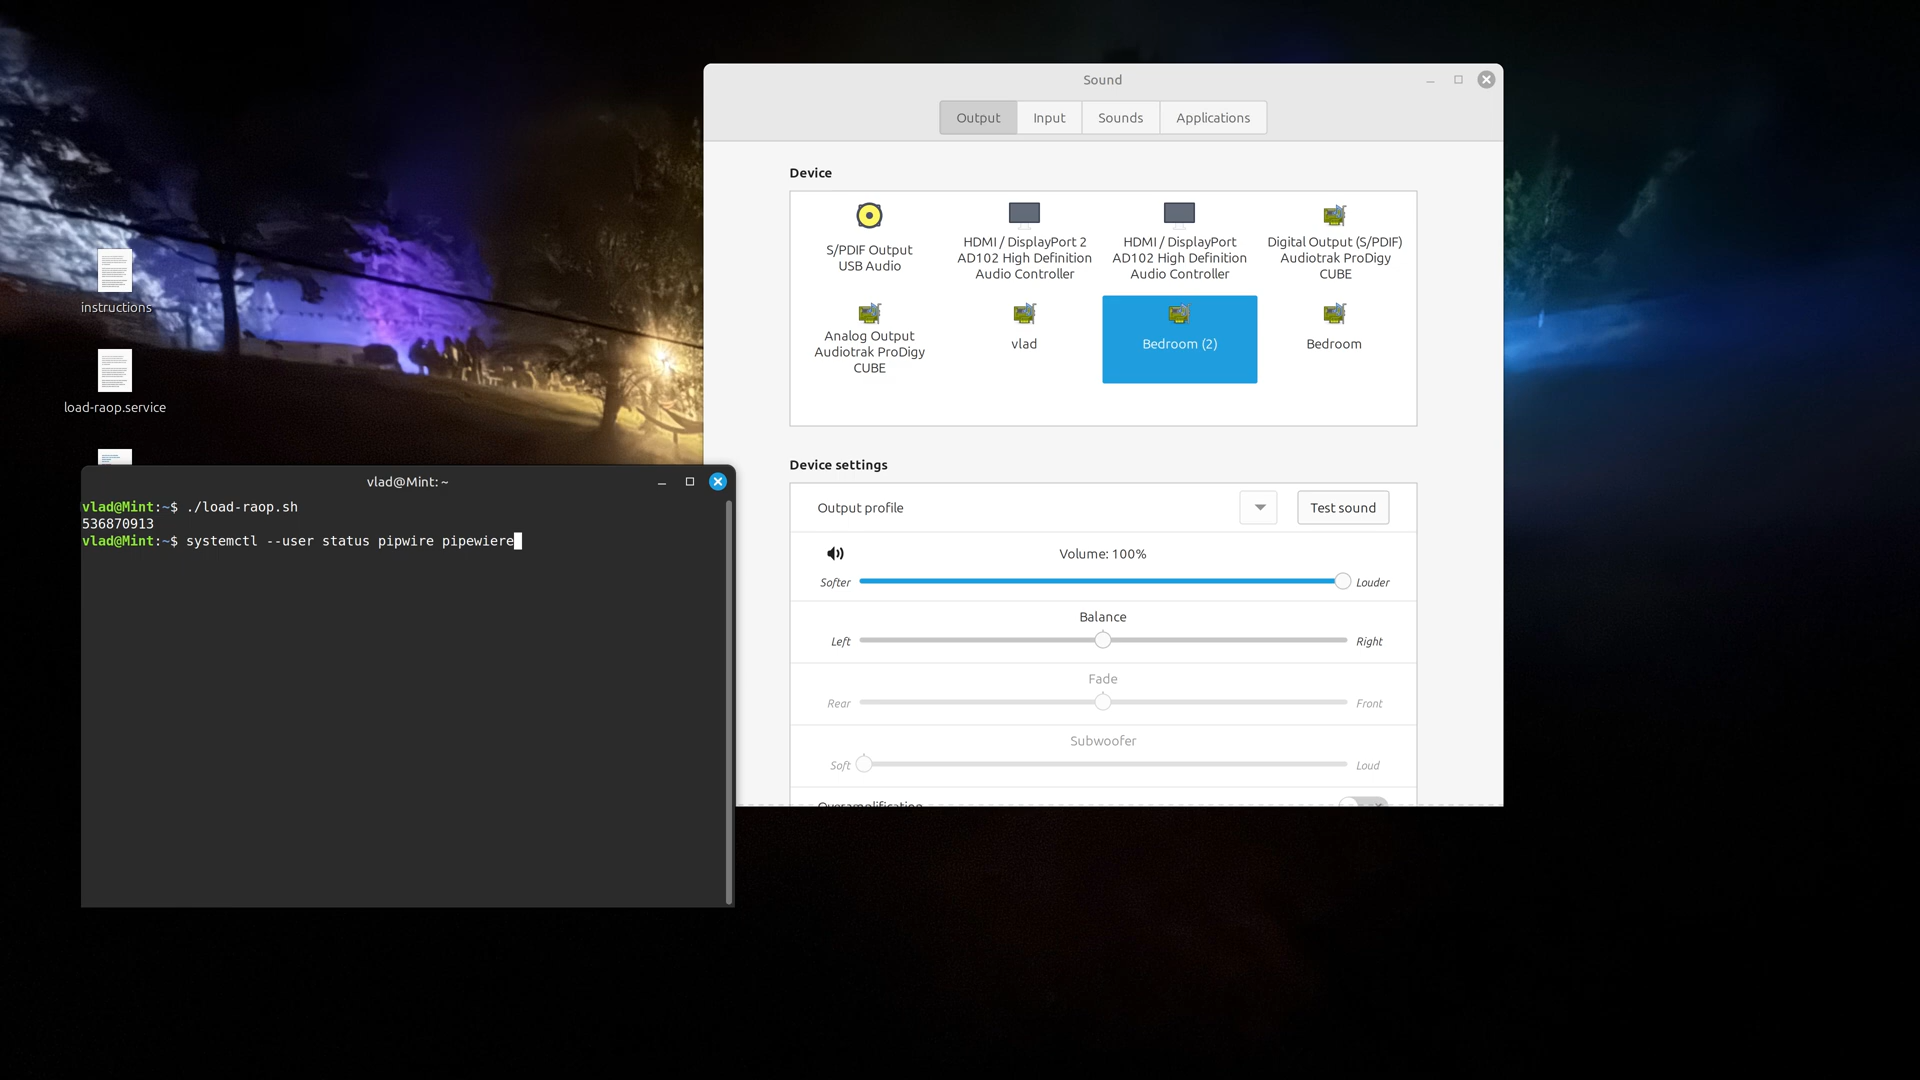 Sound
Output Input Sounds Applications
Device
S/PDIF Output
USB Audio
HDMI / DisplayPort 2
AD102 High Definition
Audio Controller
HDMI / DisplayPort
AD102 High Definition
Audio Controller
Digital Output (S/PDIF)
Audiotrak ProDigy
CUBE
Analog Output
Audiotrak ProDigy
CUBE
vlad
Bedroom (2)
Bedroom
Device settings
Output profile
Test sound
Volume: 100%
Softer
Louder
Balance
Left
Right
Fade
Rear
Front
Subwoofer
Soft
Loud
Overamplification
instructions
load-raop.service
vlad@Mint: ~
vlad@Mint:~$ ./load-raop.sh
536870913
vlad@Mint:~$ systemctl --user status pipwire pipewiere